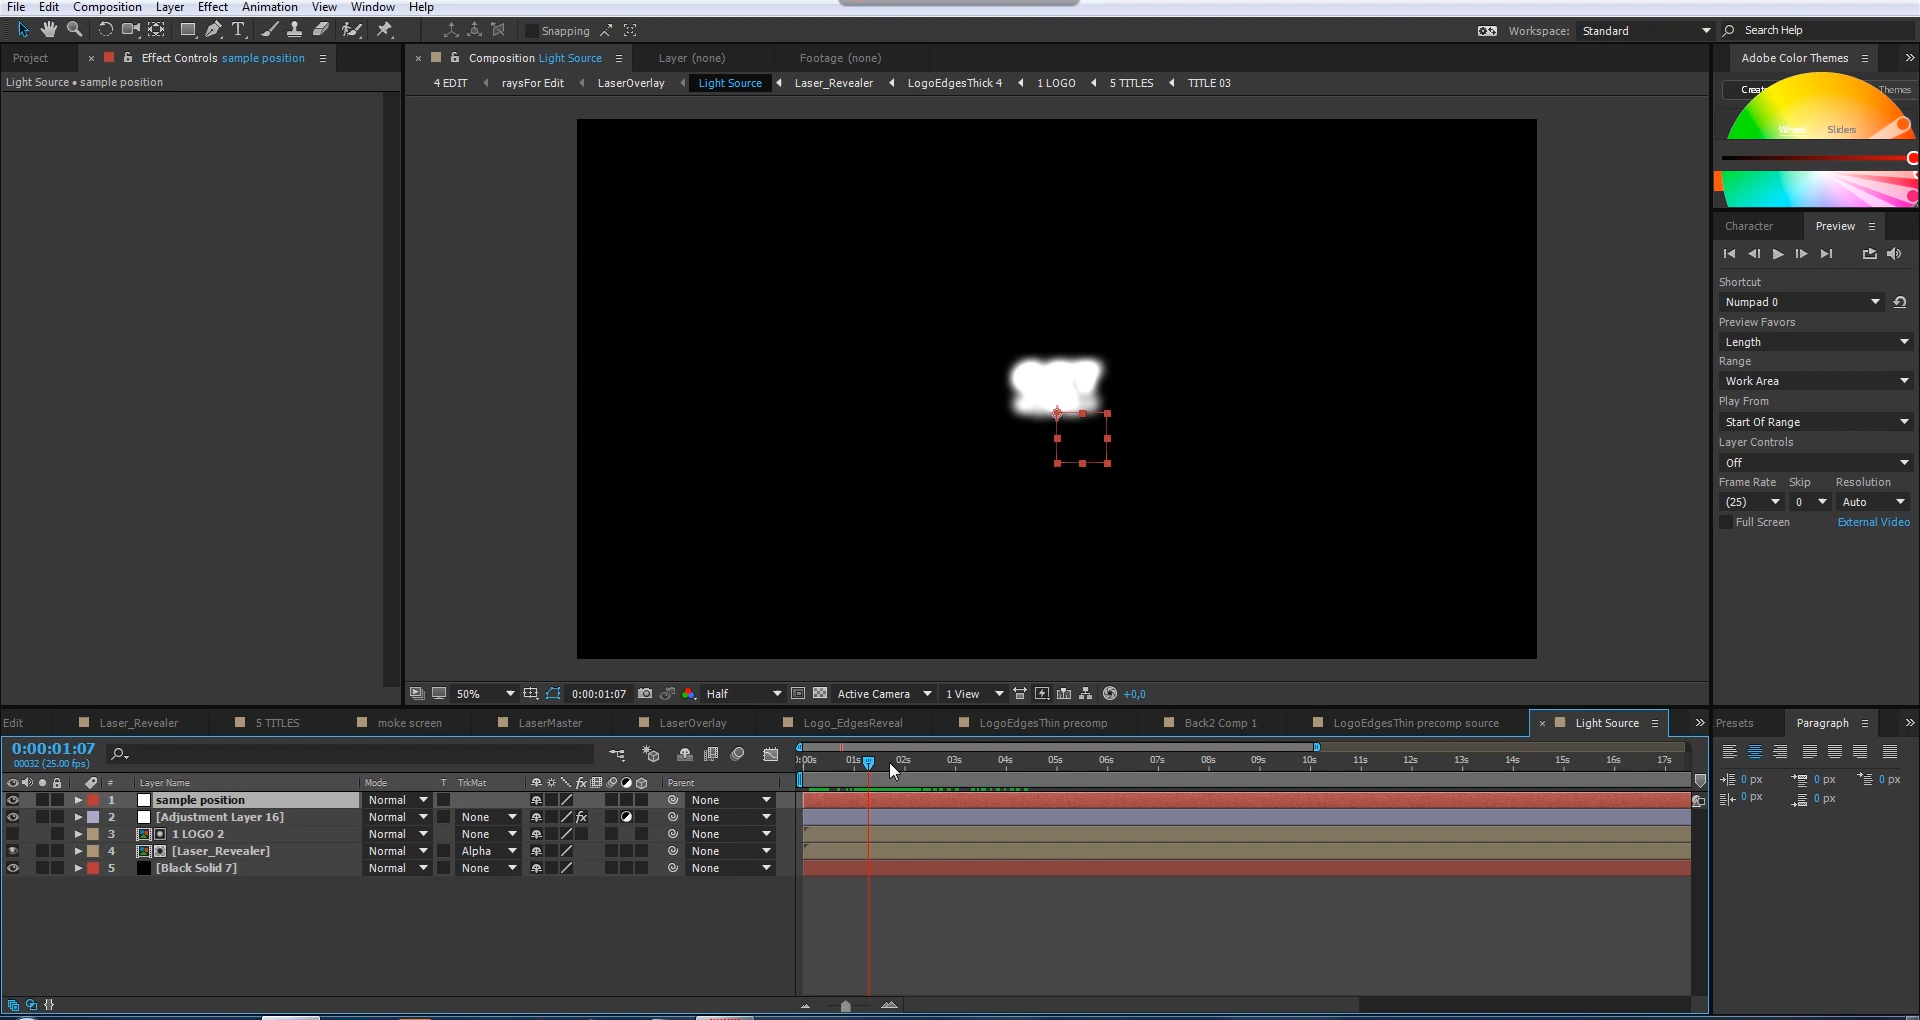 File Edit Composition Layer Effect Animation View Window Help
Snapping
Workspace: Standard
Search Help
Project
× Effect Controls sample position
× Composition Light Source
Layer (none)
Footage (none)
Adobe Color Themes
Light Source • sample position
4 EDIT raysFor Edit LaserOverlay Light Source Laser_Revealer LogoEdgesThick 4 1 LOGO 5 TITLES TITLE 03
Themes
Wheel Sliders
Character Preview
Shortcut
Numpad 0
Preview Favors
Length
Range
Work Area
Play From
Start Of Range
Layer Controls
Off
Frame Rate Skip Resolution
(25) 0 Auto
Full Screen External Video
50% 0:00:01:07 Half Active Camera 1 View +0,0
Edit Laser_Revealer 5 TITLES moke screen LaserMaster LaserOverlay Logo_EdgesReveal LogoEdgesThin precomp Back2 Comp 1 LogoEdgesThin precomp source × Light Source
Presets Paragraph
0:00:01:07
00032 (25.00 fps)
):00s 01s 02s 03s 04s 05s 06s 07s 08s 09s 10s 11s 12s 13s 14s 15s 16s 17s
# Layer Name Mode T TrkMat fx Parent
1 sample position Normal None
2 [Adjustment Layer 16] Normal None fx None
3 1 LOGO 2 Normal None None
4 [Laser_Revealer] Normal Alpha None
5 [Black Solid 7] Normal None None
0 px 0 px 0 px
0 px 0 px